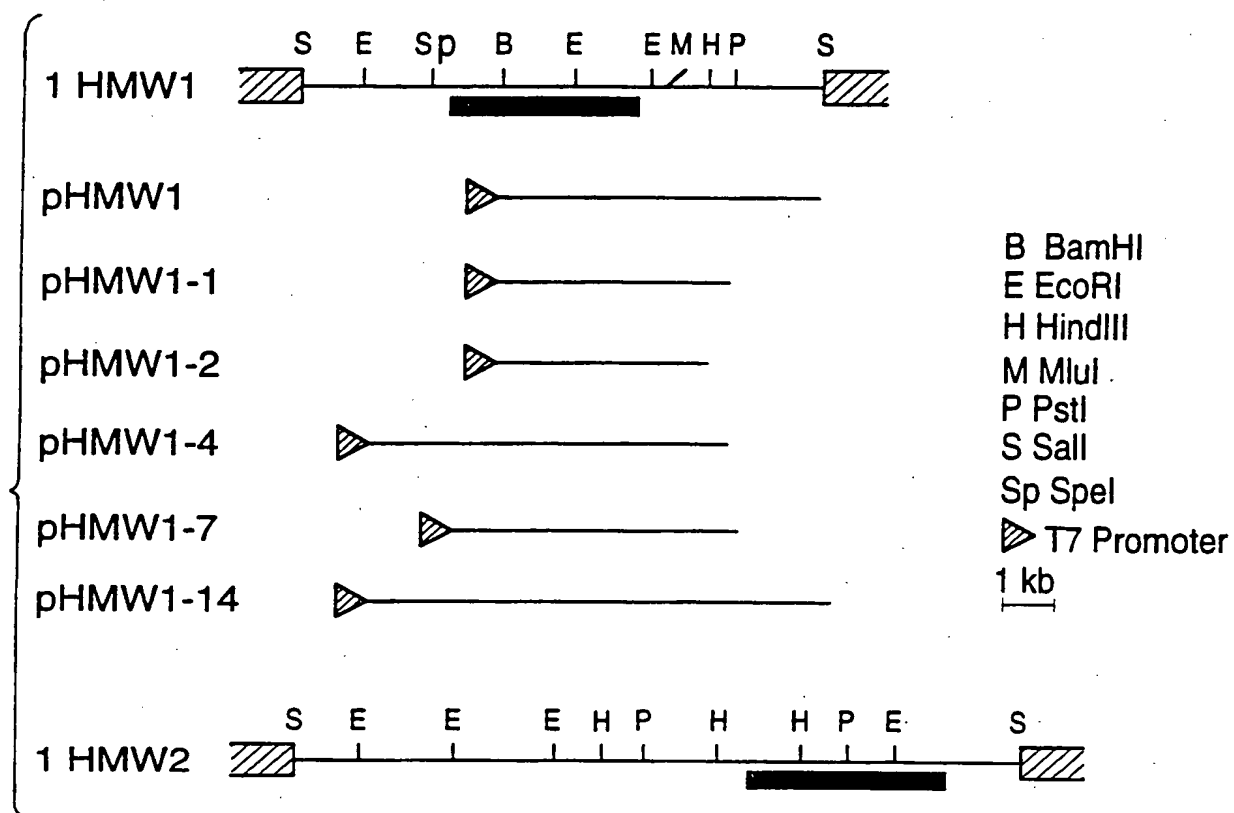 S E Sp B E E M H P S
1 HMW1
pHMW1
pHMW1-1
pHMW1-2
pHMW1-4
pHMW1-7
pHMW1-14
B BamHI
E EcoRI
H HindIII
M MluI
P PstI
S SalI
Sp SpeI
T7 Promoter
1 kb
S E E E H P H H P E S
1 HMW2